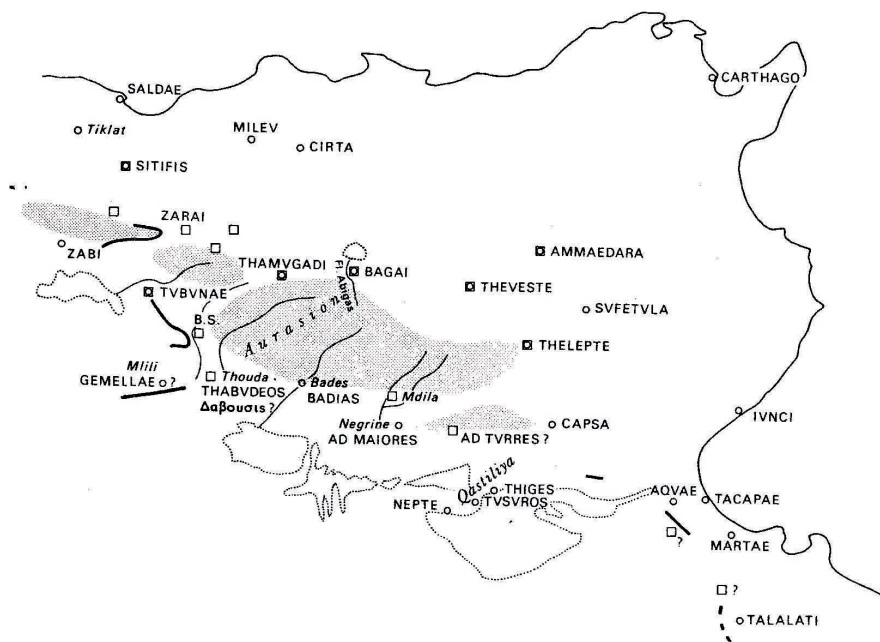 CARTHAGO
SALDAE
Tiklat
MILEV
CIRTA
SITIFIS
ZARAI
ZABI
AMMAEDARA
THAMVGADI
BAGAI
Fl. Abigas
THEVESTE
TVBVNAE
SVFETVLA
B.S.
Aurasion
THELEPTE
Mlili
GEMELLAE ?
Thouda
THABVDEOS
Δαβουσις ?
Bades
BADIAS
Mdila
IVNCI
Negrine
AD MAIORES
AD TVRRES ?
CAPSA
Qastiliya
THIGES
NEPTE
TVSVROS
AQVAE
TACAPAE
?
MARTAE
?
TALALATI